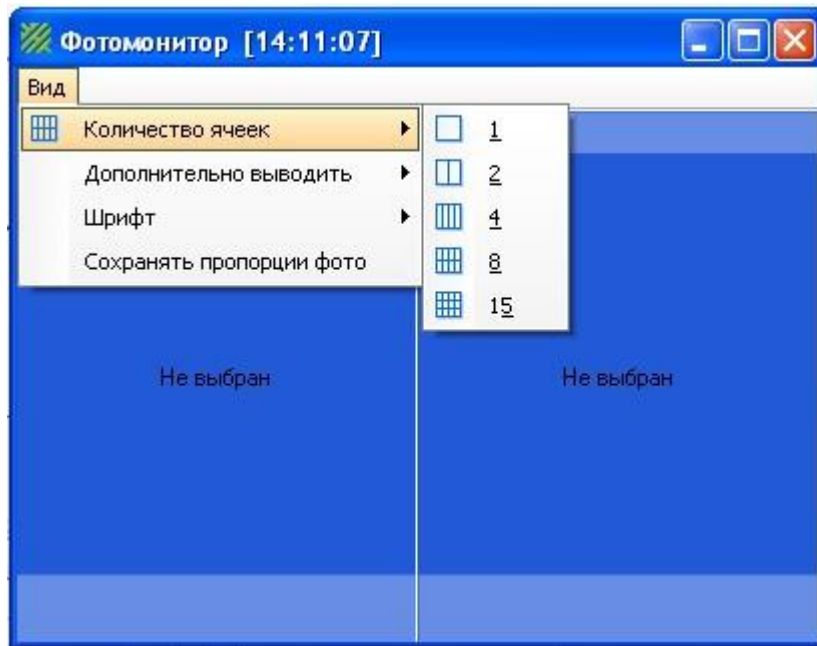 Фотомонитор [14:11:07]
Вид
Количество ячеек
Дополнительно выводить
Шрифт
Сохранять пропорции фото
1
2
4
8
15
Не выбран
Не выбран